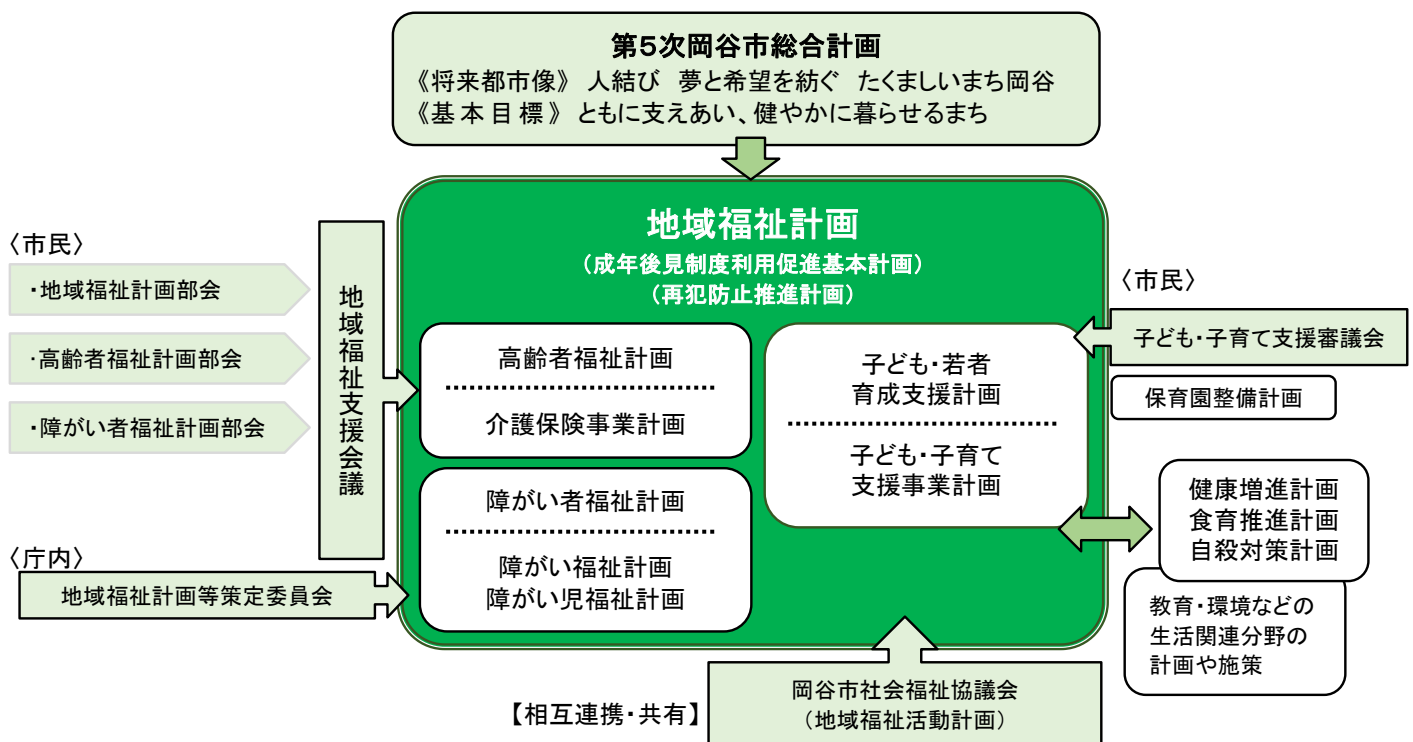 第5次岡谷市総合計画
《将来都市像》 人結び 夢と希望を紡ぐ たくましいまち岡谷
《基本目標》 ともに支えあい、健やかに暮らせるまち
地域福祉計画
（成年後見制度利用促進基本計画）
（再犯防止推進計画）
〈市民〉
・地域福祉計画部会
・高齢者福祉計画部会
・障がい者福祉計画部会
地域福祉支援会議
〈庁内〉
地域福祉計画等策定委員会
高齢者福祉計画
介護保険事業計画
障がい者福祉計画
障がい福祉計画
障がい児福祉計画
子ども・若者
育成支援計画
子ども・子育て
支援事業計画
〈市民〉
子ども・子育て支援審議会
保育園整備計画
健康増進計画
食育推進計画
自殺対策計画
教育・環境などの
生活関連分野の
計画や施策
【相互連携・共有】
岡谷市社会福祉協議会
（地域福祉活動計画）